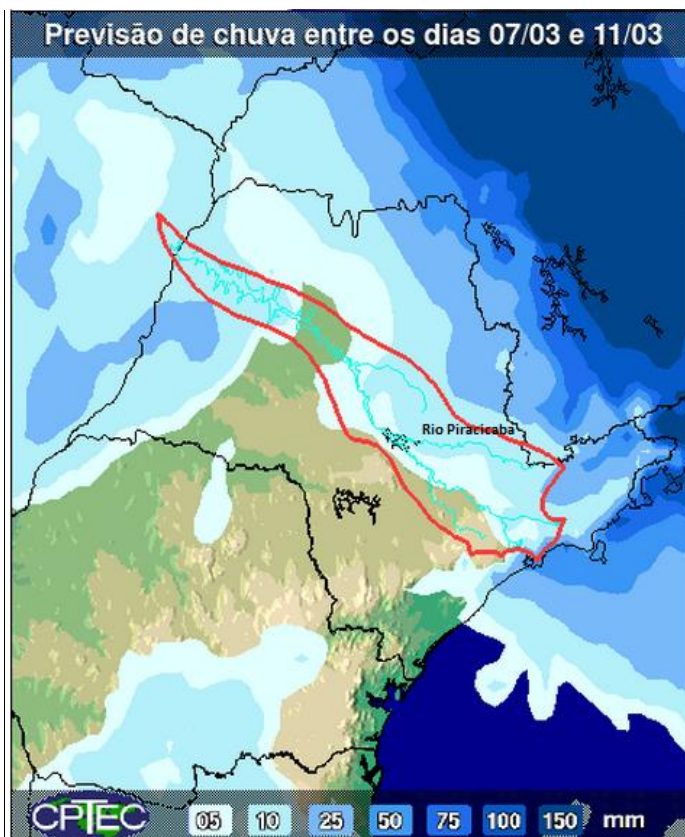 Previsão de chuva entre os dias 07/03 e 11/03
Rio Piracicaba
CPTEC 05 10 25 50 75 100 150 mm